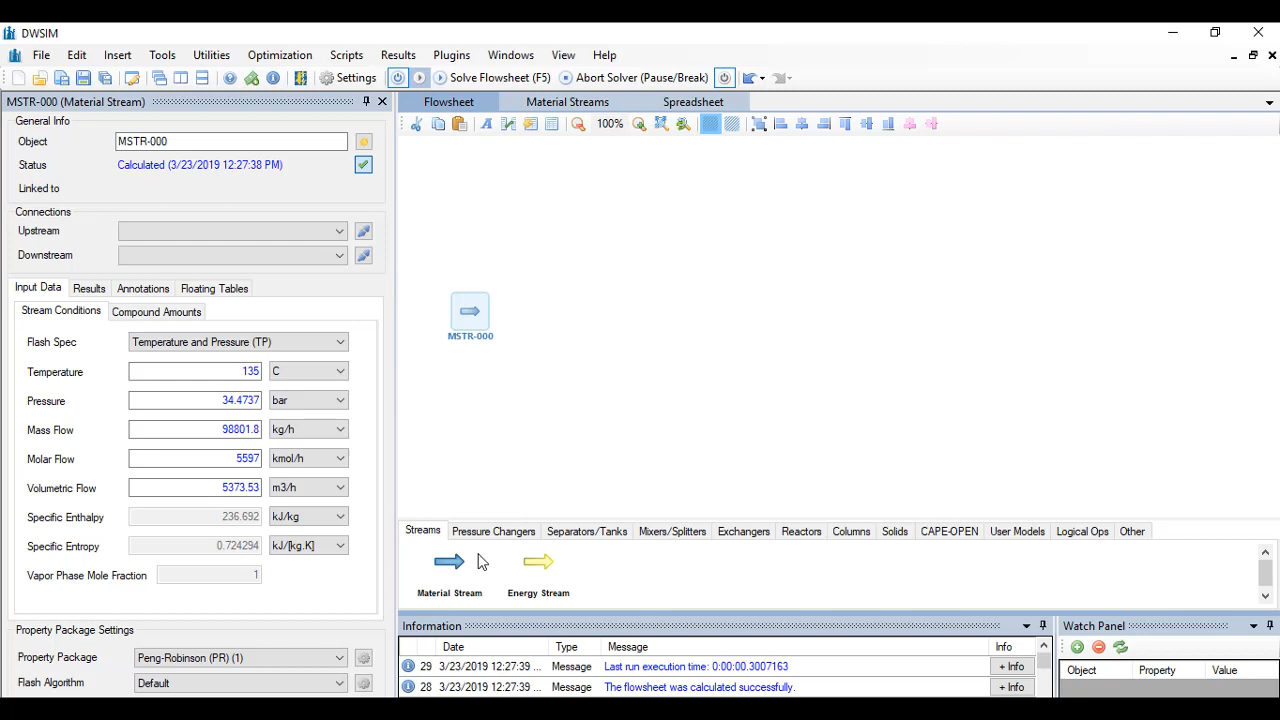 DWSIM
File Edit Insert Tools Utilities Optimization Scripts Results Plugins Windows View Help
Settings Solve Flowsheet (F5) Abort Solver (Pause/Break)
MSTR-000 (Material Stream)
General Info
Object MSTR-000
Status Calculated (3/23/2019 12:27:38 PM)
Linked to
Connections
Upstream
Downstream
Input Data Results Annotations Floating Tables
Stream Conditions Compound Amounts
Flash Spec Temperature and Pressure (TP)
Temperature 135 C
Pressure 34.4737 bar
Mass Flow 98801.8 kg/h
Molar Flow 5597 kmol/h
Volumetric Flow 5373.53 m3/h
Specific Enthalpy 236.692 kJ/kg
Specific Entropy 0.724294 kJ/[kg.K]
Vapor Phase Mole Fraction 1
Property Package Settings
Property Package Peng-Robinson (PR) (1)
Flash Algorithm Default
Flowsheet Material Streams Spreadsheet
100%
MSTR-000
Streams Pressure Changers Separators/Tanks Mixers/Splitters Exchangers Reactors Columns Solids CAPE-OPEN User Models Logical Ops Other
Material Stream Energy Stream
Information
Date Type Message Info
29 3/23/2019 12:27:39 ... Message Last run execution time: 0:00:00.3007163 + Info
28 3/23/2019 12:27:39 ... Message The flowsheet was calculated successfully. + Info
Watch Panel
Object Property Value